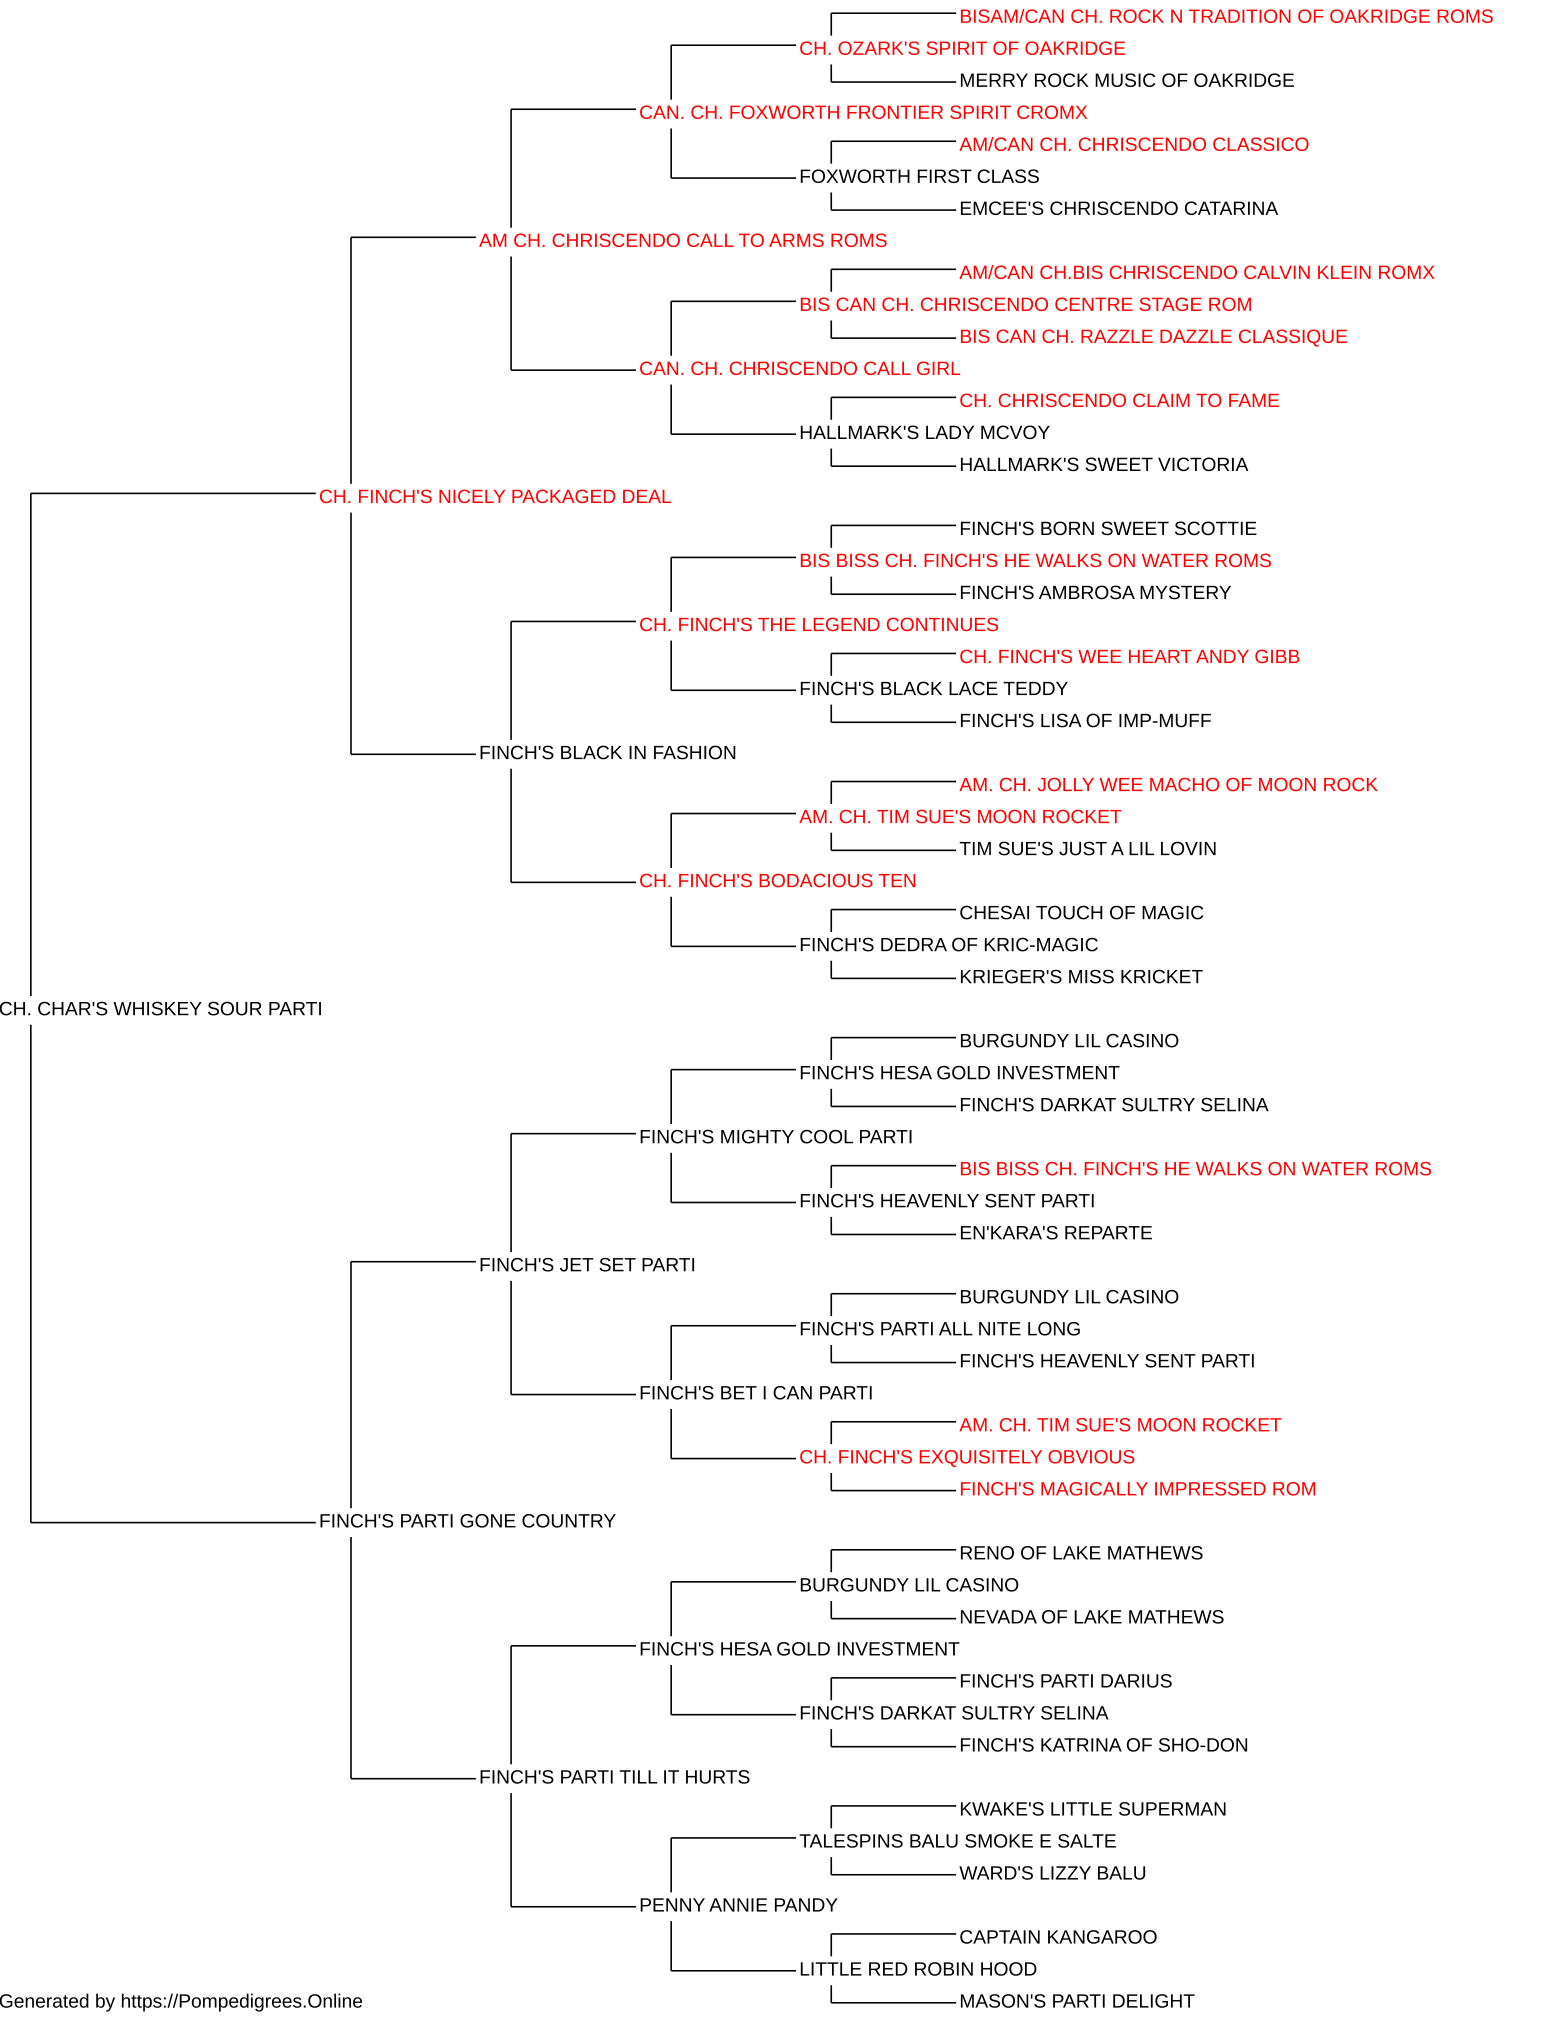 BISAM/CAN CH. ROCK N TRADITION OF OAKRIDGE ROMS
CH. OZARK'S SPIRIT OF OAKRIDGE
MERRY ROCK MUSIC OF OAKRIDGE
CAN. CH. FOXWORTH FRONTIER SPIRIT CROMX
AM/CAN CH. CHRISCENDO CLASSICO
FOXWORTH FIRST CLASS
EMCEE'S CHRISCENDO CATARINA
AM CH. CHRISCENDO CALL TO ARMS ROMS
AM/CAN CH.BIS CHRISCENDO CALVIN KLEIN ROMX
BIS CAN CH. CHRISCENDO CENTRE STAGE ROM
BIS CAN CH. RAZZLE DAZZLE CLASSIQUE
CAN. CH. CHRISCENDO CALL GIRL
CH. CHRISCENDO CLAIM TO FAME
HALLMARK'S LADY MCVOY
HALLMARK'S SWEET VICTORIA
CH. FINCH'S NICELY PACKAGED DEAL
FINCH'S BORN SWEET SCOTTIE
BIS BISS CH. FINCH'S HE WALKS ON WATER ROMS
FINCH'S AMBROSA MYSTERY
CH. FINCH'S THE LEGEND CONTINUES
CH. FINCH'S WEE HEART ANDY GIBB
FINCH'S BLACK LACE TEDDY
FINCH'S LISA OF IMP-MUFF
FINCH'S BLACK IN FASHION
AM. CH. JOLLY WEE MACHO OF MOON ROCK
AM. CH. TIM SUE'S MOON ROCKET
TIM SUE'S JUST A LIL LOVIN
CH. FINCH'S BODACIOUS TEN
CHESAI TOUCH OF MAGIC
FINCH'S DEDRA OF KRIC-MAGIC
KRIEGER'S MISS KRICKET
CH. CHAR'S WHISKEY SOUR PARTI
BURGUNDY LIL CASINO
FINCH'S HESA GOLD INVESTMENT
FINCH'S DARKAT SULTRY SELINA
FINCH'S MIGHTY COOL PARTI
BIS BISS CH. FINCH'S HE WALKS ON WATER ROMS
FINCH'S HEAVENLY SENT PARTI
EN'KARA'S REPARTE
FINCH'S JET SET PARTI
BURGUNDY LIL CASINO
FINCH'S PARTI ALL NITE LONG
FINCH'S HEAVENLY SENT PARTI
FINCH'S BET I CAN PARTI
AM. CH. TIM SUE'S MOON ROCKET
CH. FINCH'S EXQUISITELY OBVIOUS
FINCH'S MAGICALLY IMPRESSED ROM
FINCH'S PARTI GONE COUNTRY
RENO OF LAKE MATHEWS
BURGUNDY LIL CASINO
NEVADA OF LAKE MATHEWS
FINCH'S HESA GOLD INVESTMENT
FINCH'S PARTI DARIUS
FINCH'S DARKAT SULTRY SELINA
FINCH'S KATRINA OF SHO-DON
FINCH'S PARTI TILL IT HURTS
KWAKE'S LITTLE SUPERMAN
TALESPINS BALU SMOKE E SALTE
WARD'S LIZZY BALU
PENNY ANNIE PANDY
CAPTAIN KANGAROO
LITTLE RED ROBIN HOOD
MASON'S PARTI DELIGHT
Generated by https://Pompedigrees.Online